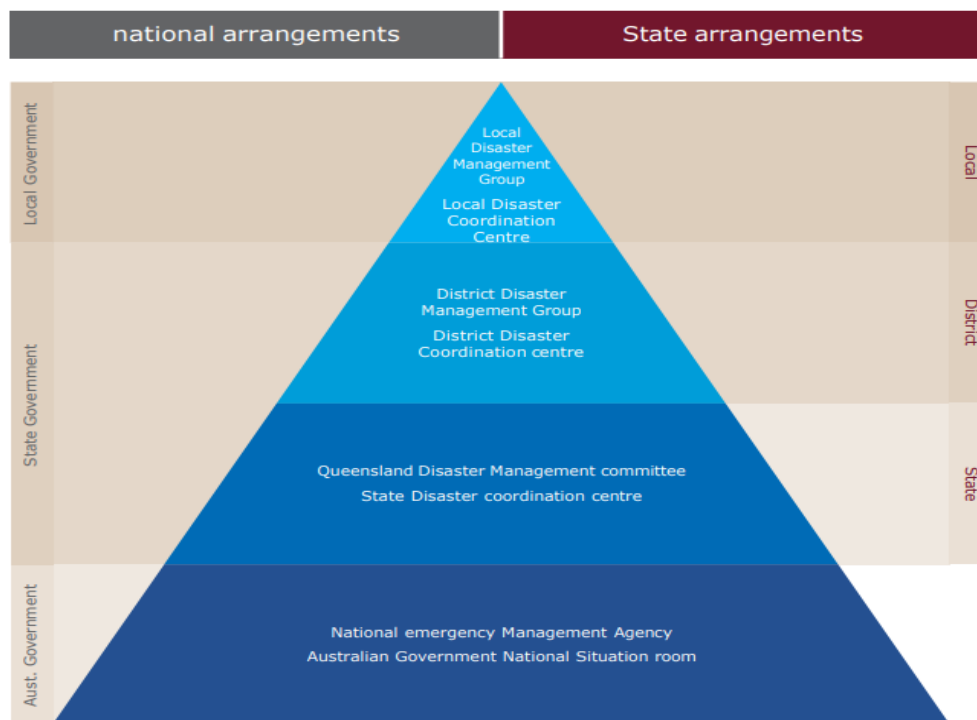 national arrangements
State arrangements
Local Government
Local
Disaster
Management
Group
Local Disaster
Coordination
Centre
Local
State Government
District Disaster
Management Group
District Disaster
Coordination centre
District
Queensland Disaster Management committee
State Disaster coordination centre
State
Aust. Government
National emergency Management Agency
Australian Government National Situation room